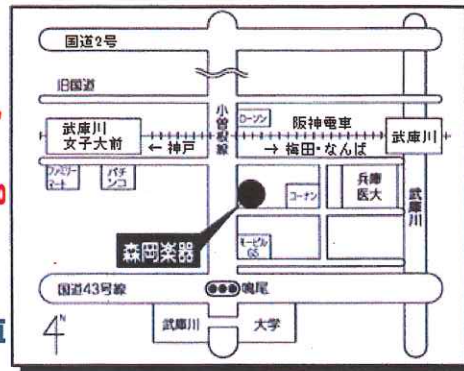 国道2号
旧国道
小曽根線
ローソン
阪神電車
武庫川
女子大前
← 神戸
→ 梅田・なんば
武庫川
ファミリー
マート
パチ
ンコ
コーナン
兵庫
医大
武庫川
森岡楽器
モービル
GS
国道43号線
鳴尾
N
武庫川
大学